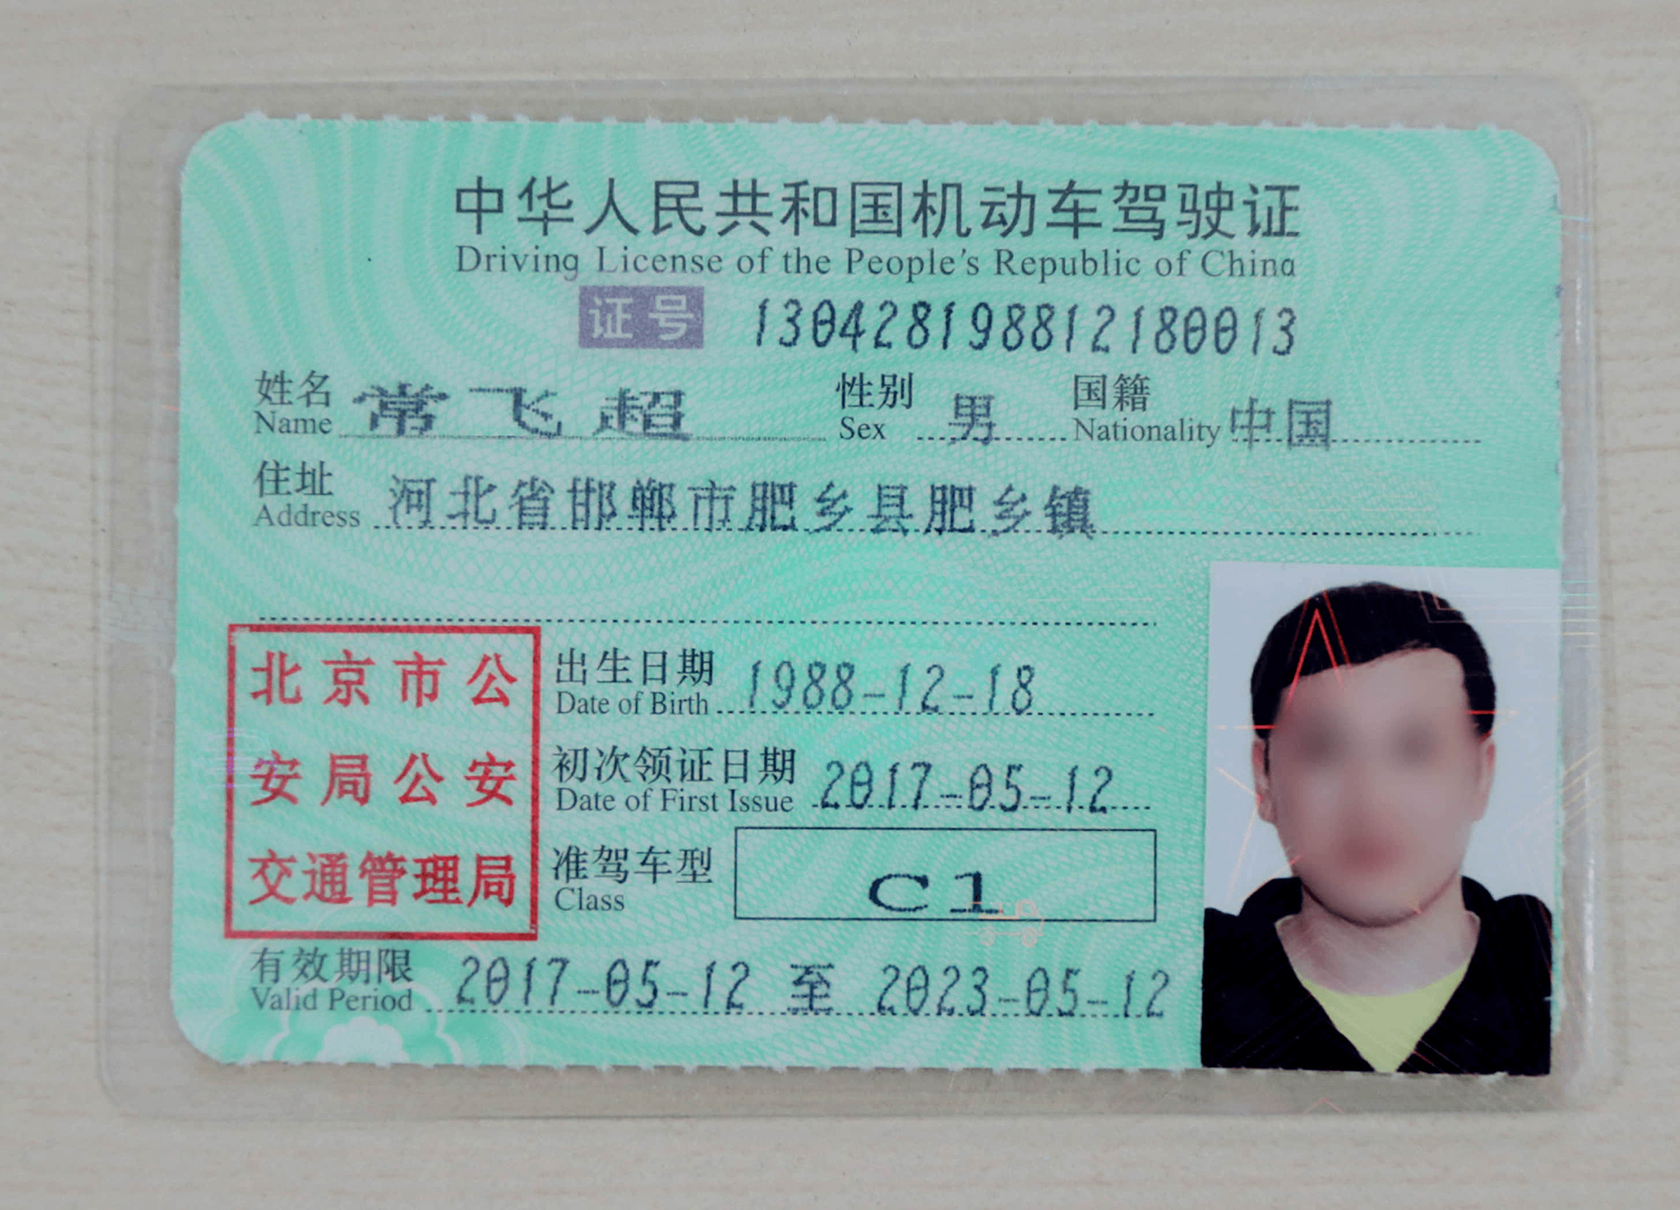 中华人民共和国机动车驾驶证
Driving License of the People's Republic of China
证号 130428198812180013
姓名 常飞超 性别 男 国籍 中国
Name Sex Nationality
住址 河北省邯郸市肥乡县肥乡镇
Address
北京市公
安局公安
交通管理局
出生日期 1988-12-18
Date of Birth
初次领证日期 2017-05-12
Date of First Issue
准驾车型 C1
Class
有效期限 2017-05-12 至 2023-05-12
Valid Period